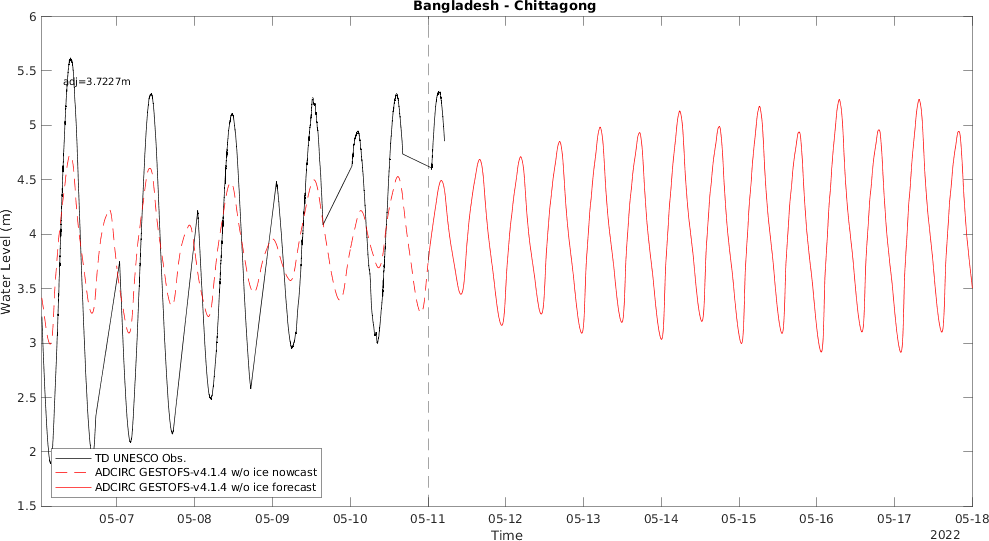 Bangladesh - Chittagong
6
5.5
5
4.5
4
3.5
3
2.5
2
1.5
Water Level (m)
adj=3.7227m
TD UNESCO Obs.
ADCIRC GESTOFS-v4.1.4 w/o ice nowcast
ADCIRC GESTOFS-v4.1.4 w/o ice forecast
05-07 05-08 05-09 05-10 05-11 05-12 05-13 05-14 05-15 05-16 05-17 05-18
Time
2022